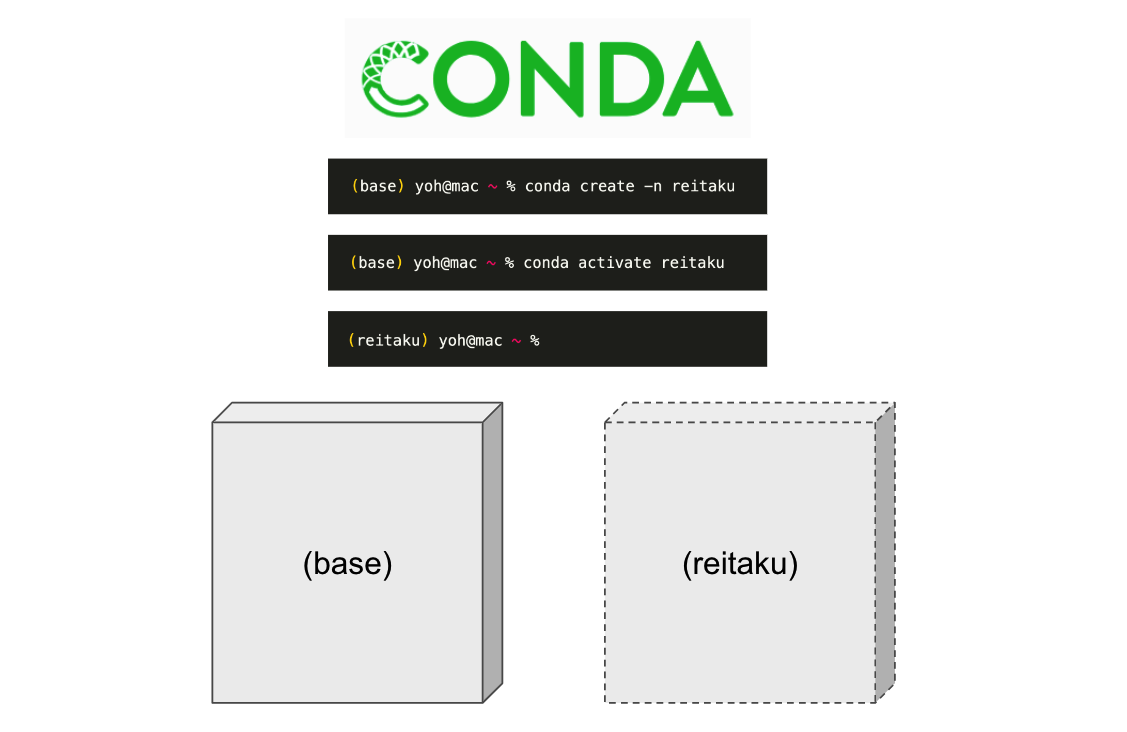 CONDA
(base) yoh@mac ~ % conda create -n reitaku
(base) yoh@mac ~ % conda activate reitaku
(reitaku) yoh@mac ~ %
(base)
(reitaku)